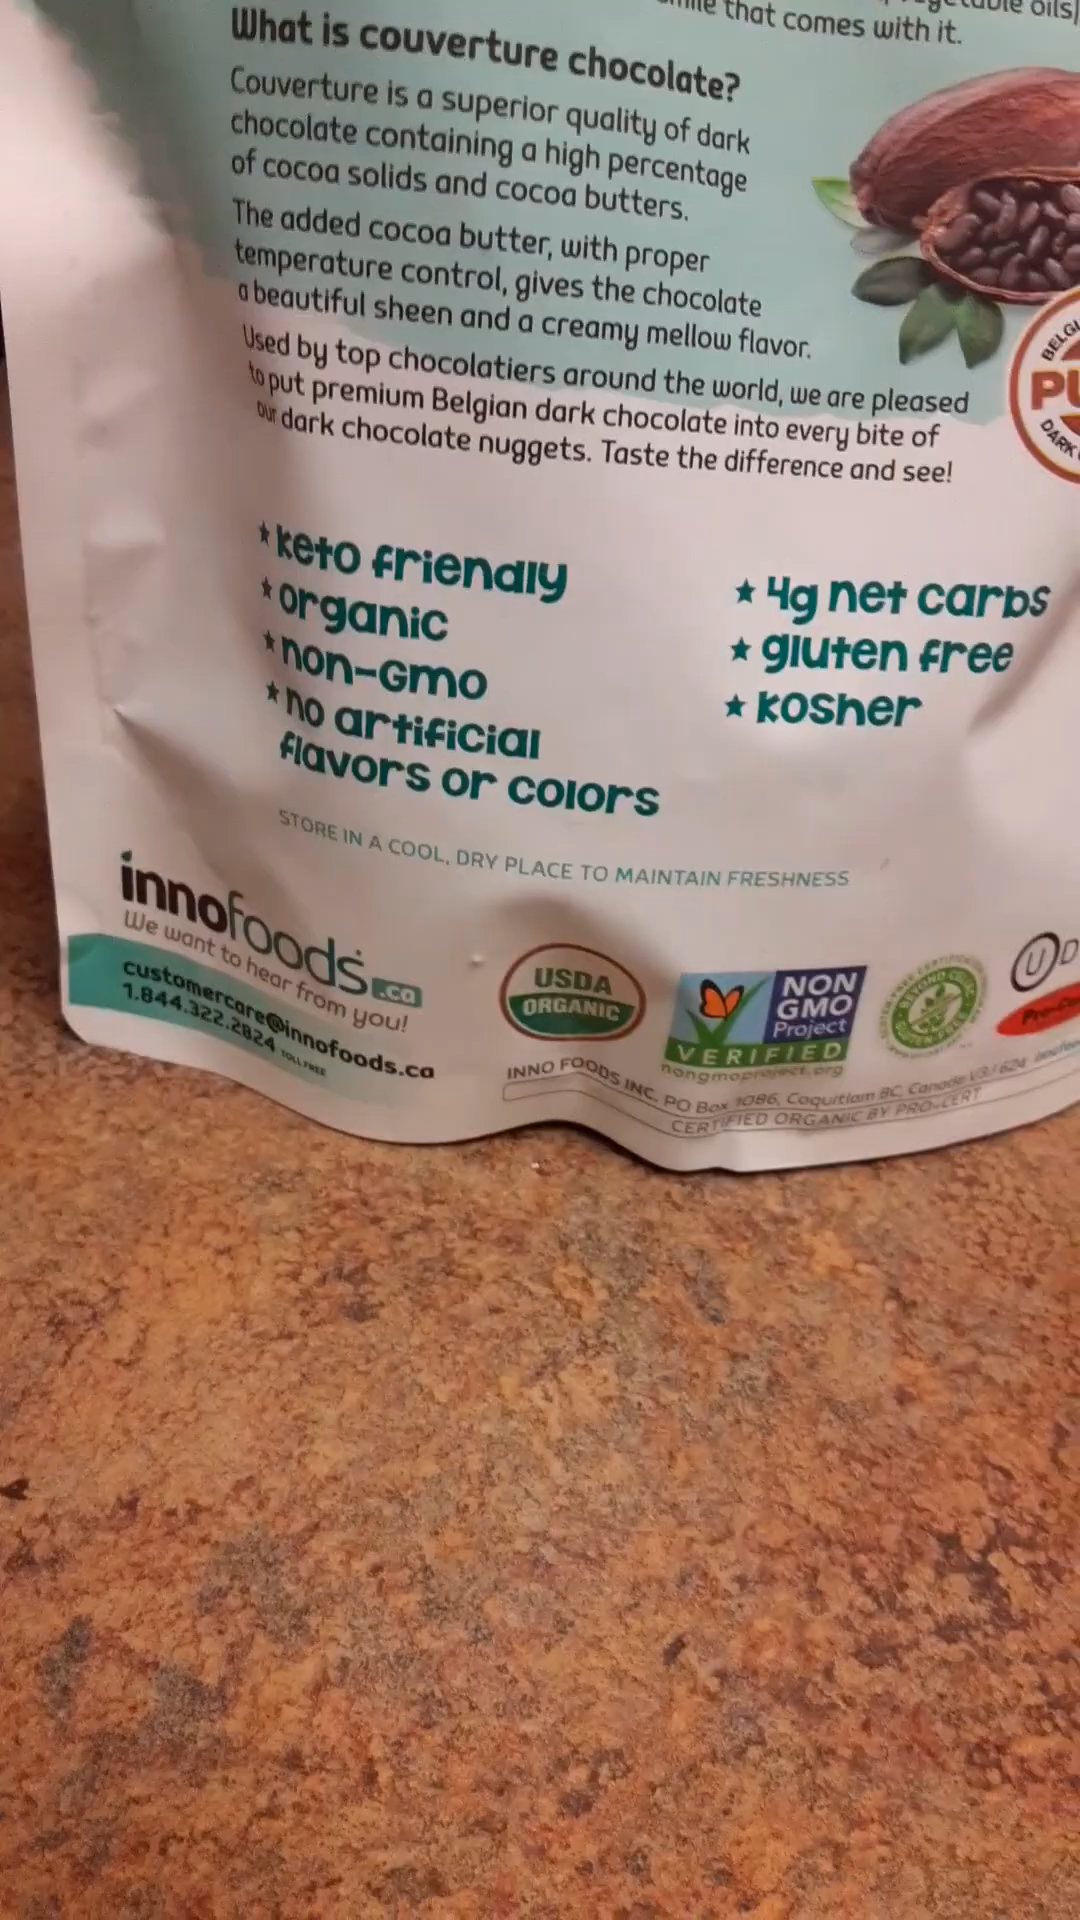 that comes with it.
What is couverture chocolate?
Couverture is a superior quality of dark
chocolate containing a high percentage
of cocoa solids and cocoa butters.
The added cocoa butter, with proper
temperature control, gives the chocolate
a beautiful sheen and a creamy mellow flavor.
Used by top chocolatiers around the world, we are pleased
to put premium Belgian dark chocolate into every bite of
our dark chocolate nuggets. Taste the difference and see!
DARK
★ keto friendly
★ organic
★ non-GMO
★ no artificial
flavors or colors
★ 4g net carbs
★ gluten free
★ kosher
STORE IN A COOL, DRY PLACE TO MAINTAIN FRESHNESS
innofoods.ca
We want to hear from you!
customercare@innofoods.ca
1.844.322.2824 TOLL FREE
USDA
ORGANIC
NON
GMO
Project
VERIFIED
nongmoproject.org
BEYOND CELIAC
GLUTEN-FREE
U D
INNO FOODS INC. PO Box 1086, Coquitlam BC, Canada V3J 6Z4
CERTIFIED ORGANIC BY PRO-CERT